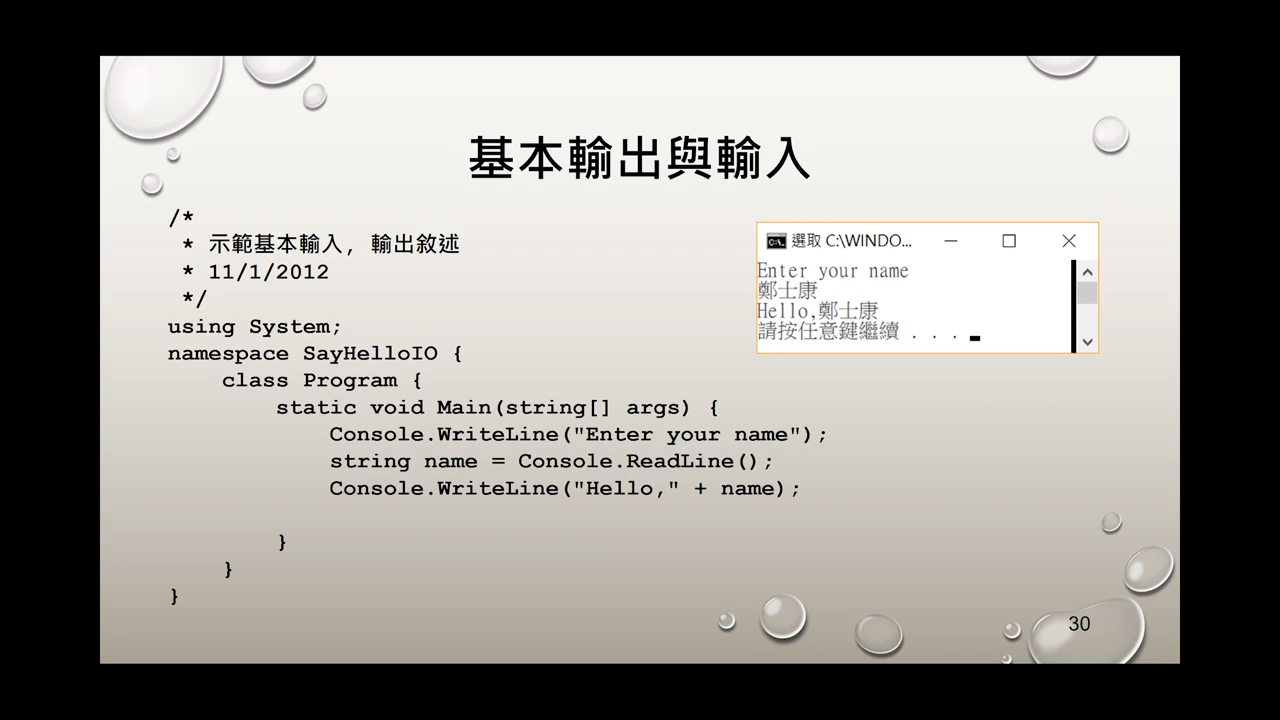 基本輸出與輸入
/*
 * 示範基本輸入, 輸出敘述
 * 11/1/2012
 */
using System;
namespace SayHelloIO {
    class Program {
        static void Main(string[] args) {
            Console.WriteLine("Enter your name");
            string name = Console.ReadLine();
            Console.WriteLine("Hello," + name);
        }
    }
}
選取 C:\WINDO...
Enter your name
鄭士康
Hello,鄭士康
請按任意鍵繼續 . . .
30